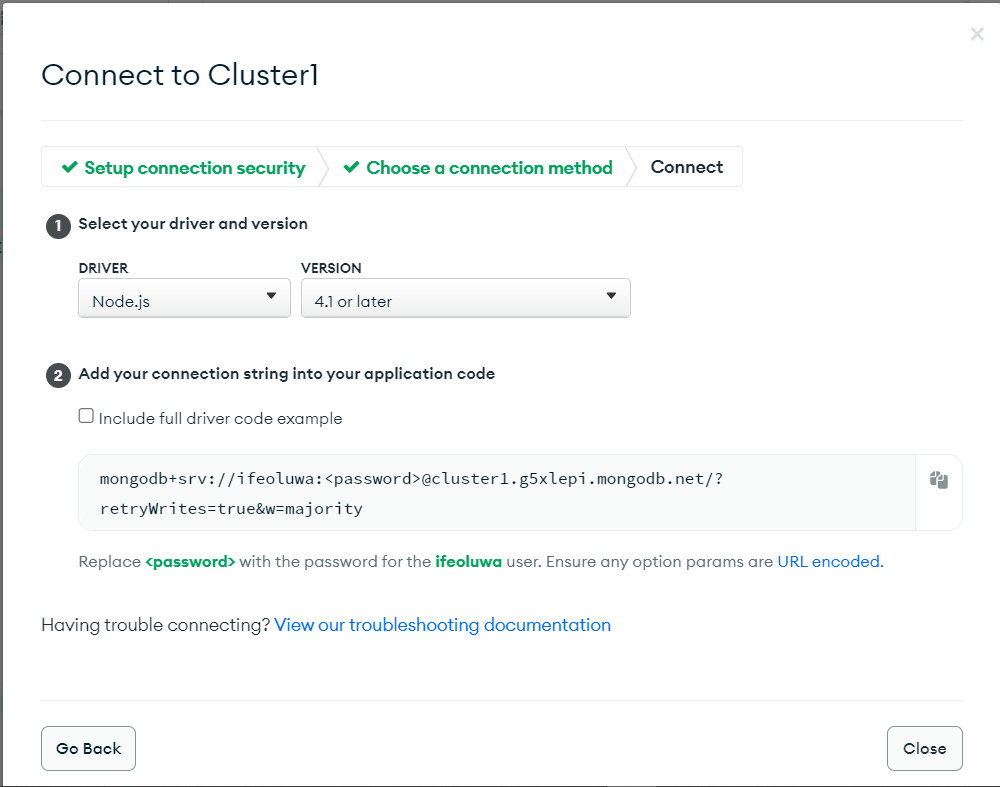 Connect to Cluster1
Setup connection security
Choose a connection method
Connect
1 Select your driver and version
DRIVER
VERSION
Node.js
4.1 or later
2 Add your connection string into your application code
Include full driver code example
mongodb+srv://ifeoluwa:<password>@cluster1.g5xlepi.mongodb.net/?
retryWrites=true&w=majority
Replace <password> with the password for the ifeoluwa user. Ensure any option params are URL encoded.
Having trouble connecting? View our troubleshooting documentation
Go Back
Close